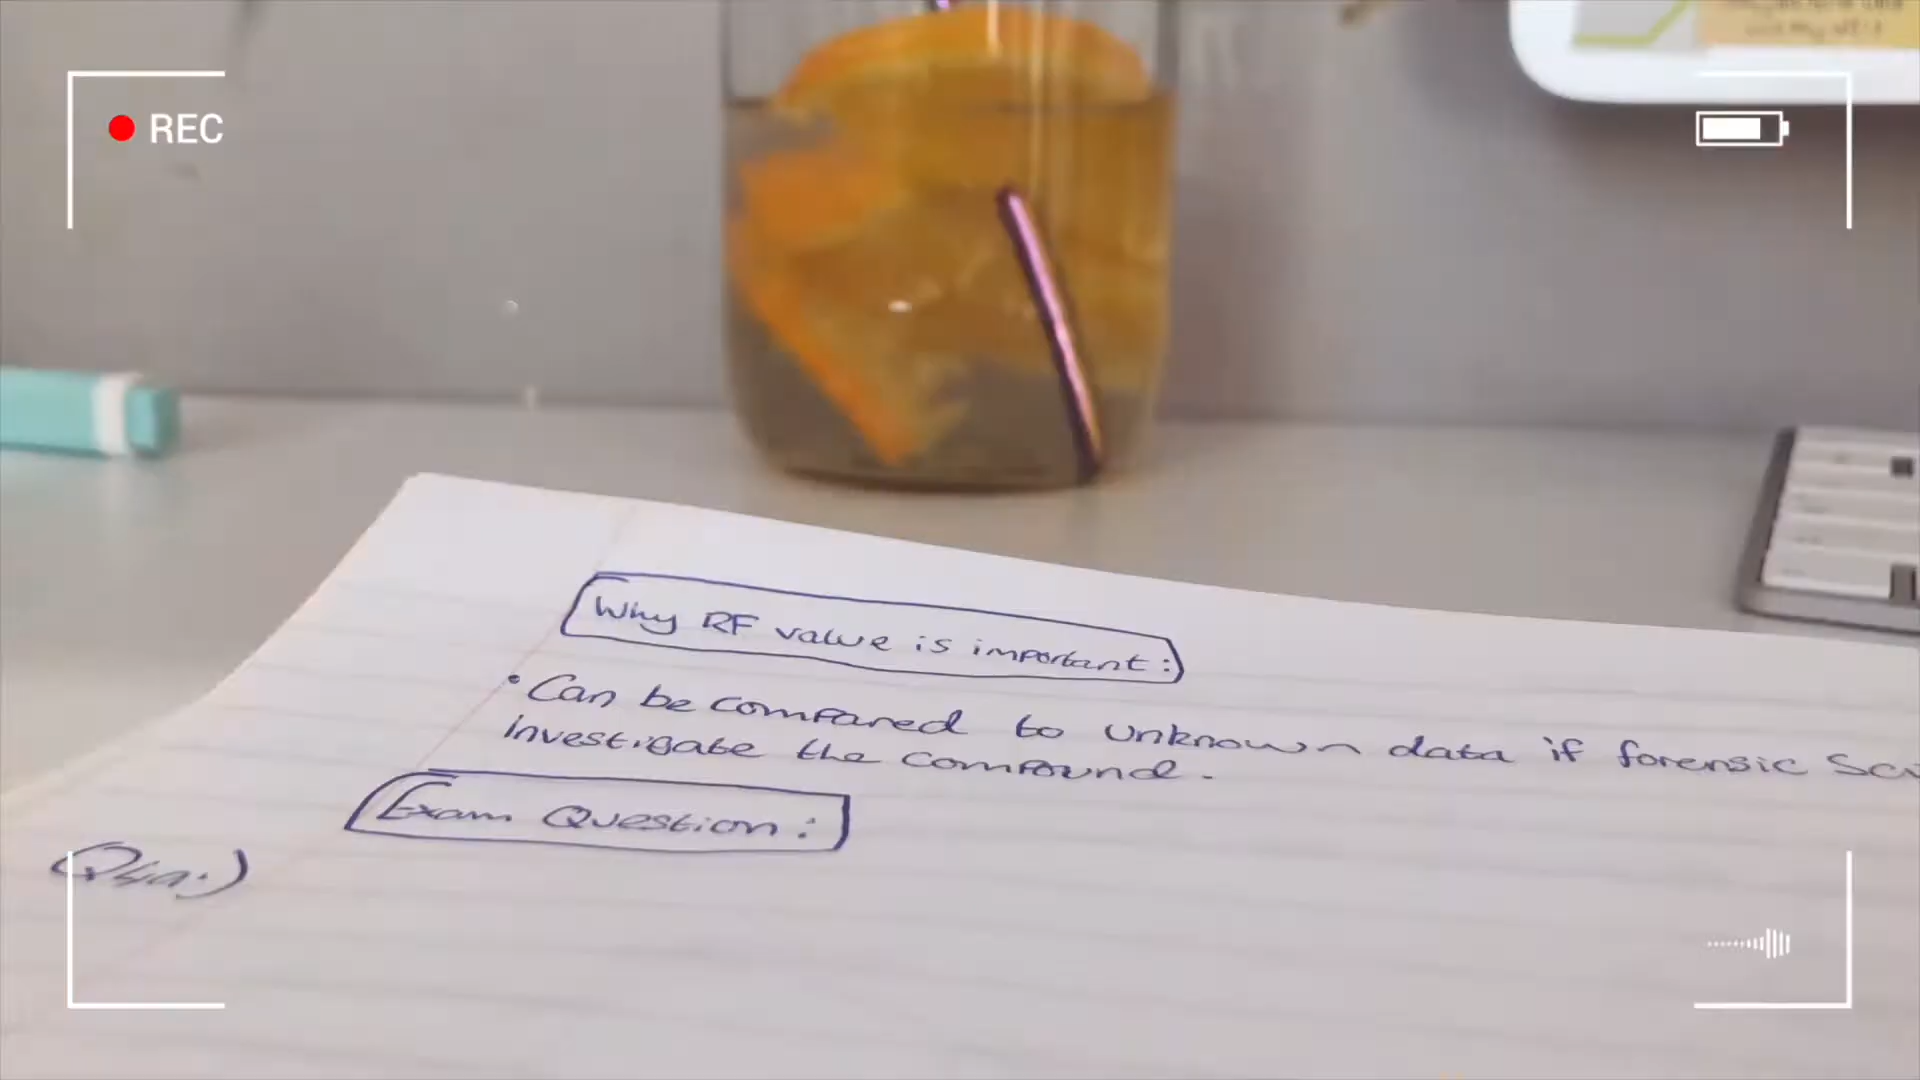 REC
Why RF value is important:
• Can be compared to unknown data if forensic Sci
investigate the compound.
Exam Question:
Q4a.)